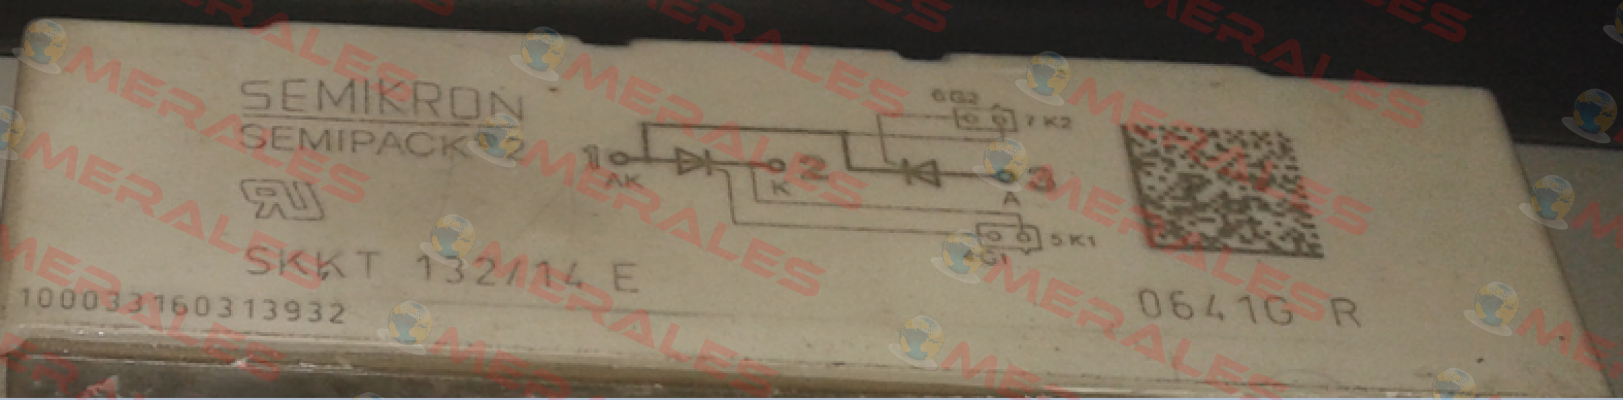 SEMIKRON
SEMIPACK® 2
SKKT 132/14 E
100033160313932
1
AK
K
2
6G2
7 K2
3
A
5 K1
4G1
0641G R
MERALES